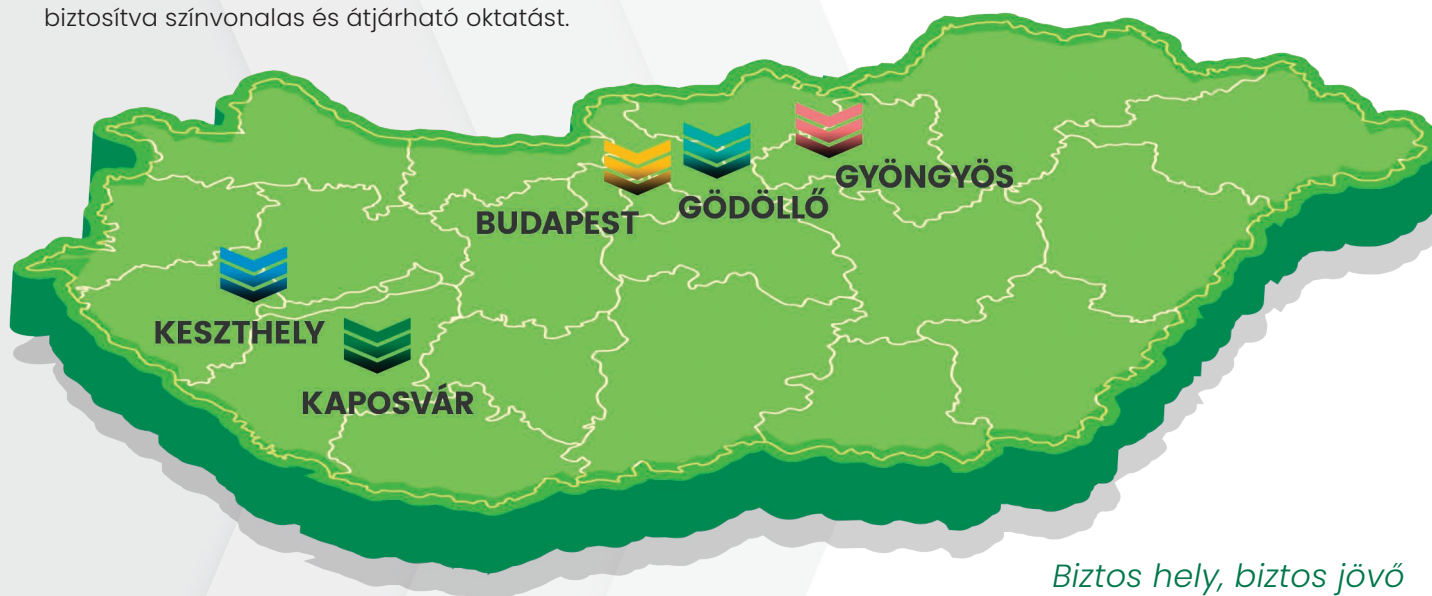 biztosítva színvonalas és átjárható oktatást.
GYÖNGYÖS
GÖDÖLLŐ
BUDAPEST
KESZTHELY
KAPOSVÁR
Biztos hely, biztos jövő